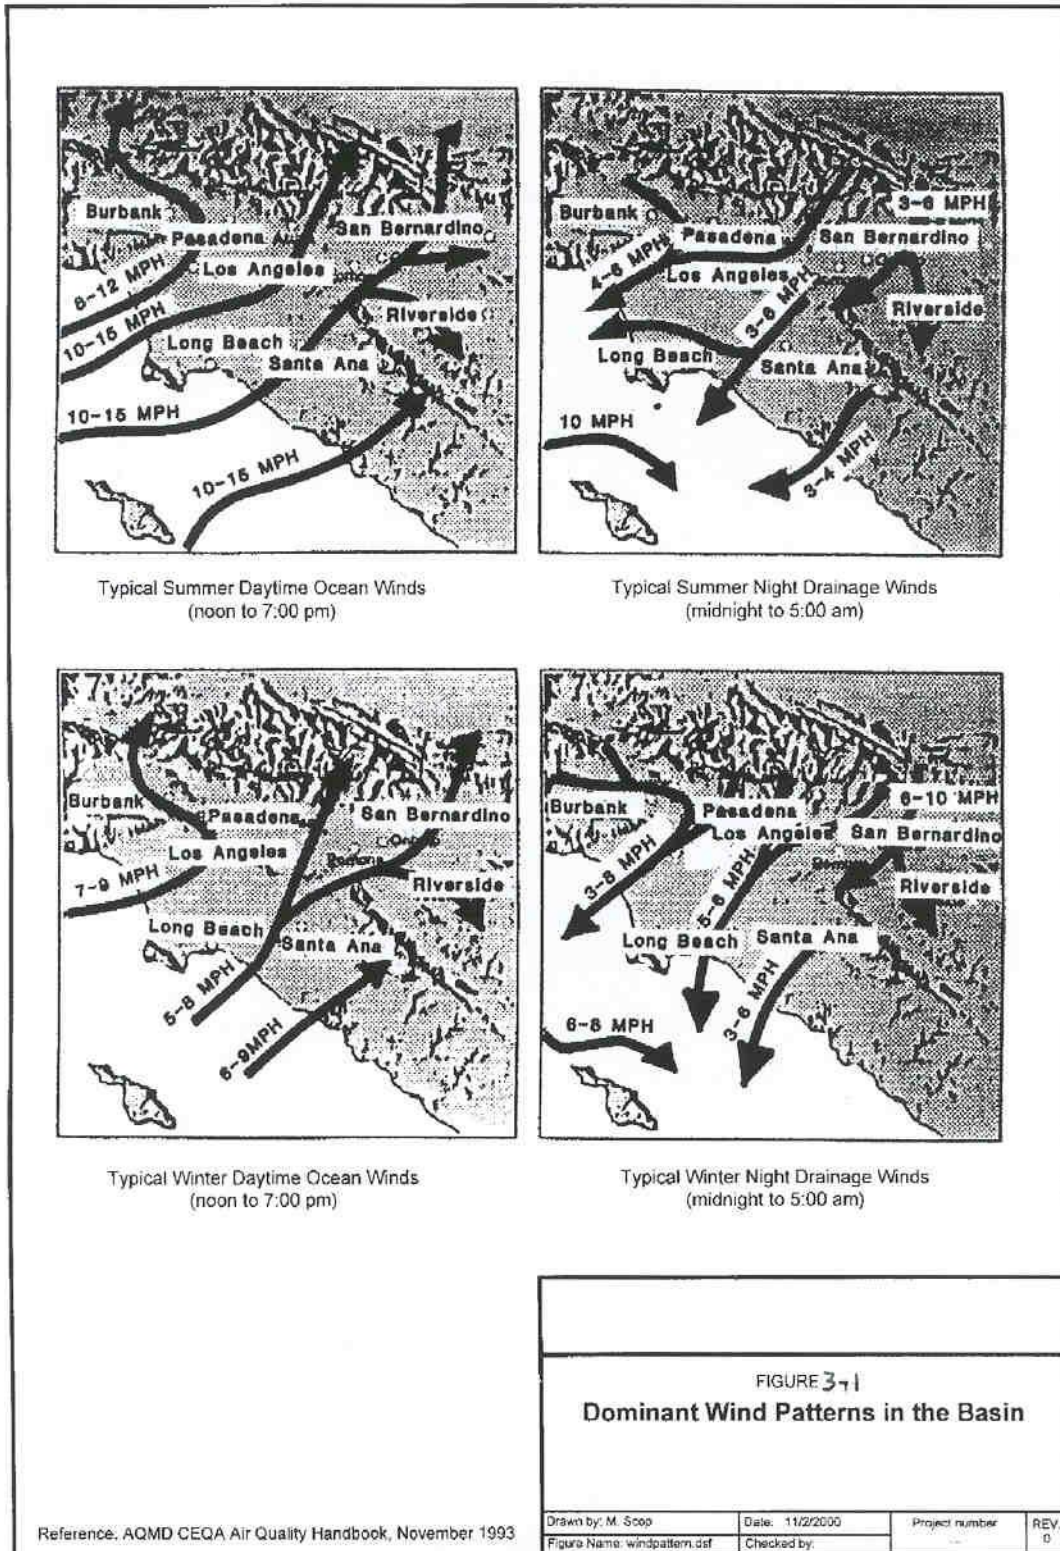 Burbank
Pasadena
San Bernardino
Los Angeles
Riverside
Long Beach
Santa Ana
8-12 MPH
10-15 MPH
10-15 MPH
10-15 MPH
Typical Summer Daytime Ocean Winds
(noon to 7:00 pm)
3-6 MPH
Burbank
Pasadena
San Bernardino
4-6 MPH
Los Angeles
Riverside
3-6 MPH
Long Beach
Santa Ana
10 MPH
3-4 MPH
Typical Summer Night Drainage Winds
(midnight to 5:00 am)
Burbank
Pasadena
San Bernardino
Ontario
Los Angeles
Pomona
Riverside
7-9 MPH
Long Beach
Santa Ana
5-8 MPH
6-9MPH
Typical Winter Daytime Ocean Winds
(noon to 7:00 pm)
6-10 MPH
Burbank
Pasadena
Los Angeles
San Bernardino
3-8 MPH
5-6 MPH
Riverside
Long Beach
Santa Ana
6-8 MPH
3-6 MPH
Typical Winter Night Drainage Winds
(midnight to 5:00 am)
FIGURE 3-1
Dominant Wind Patterns in the Basin
Reference: AQMD CEQA Air Quality Handbook, November 1993
Drawn by: M. Scop
Date: 11/2/2000
Project number
REV.
0
Figure Name: windpattern.dsf
Checked by: